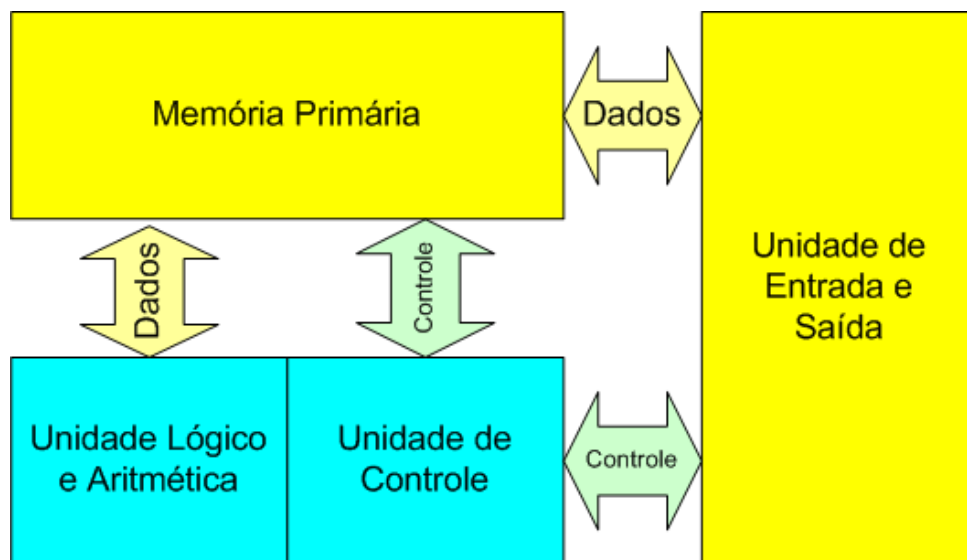 Memória Primária
Dados
Unidade de
Entrada e
Saída
Dados
Controle
Unidade Lógico
e Aritmética
Unidade de
Controle
Controle